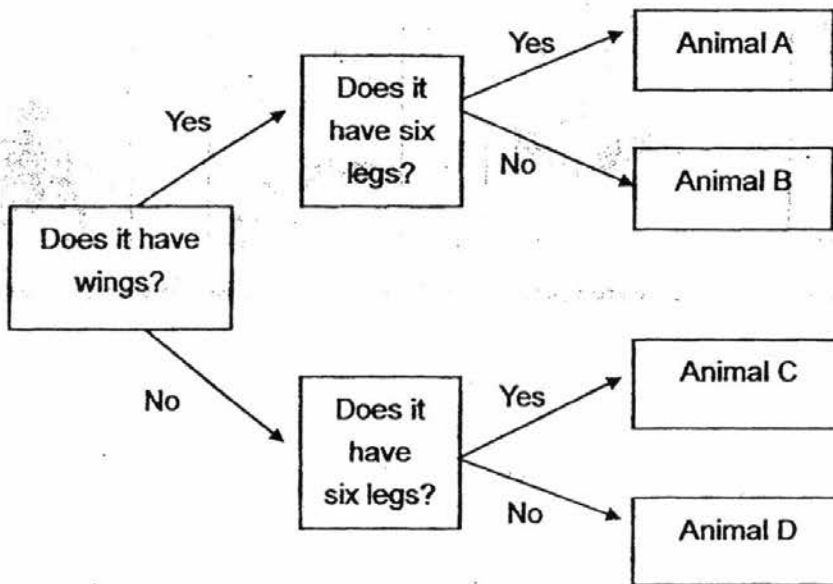 Yes
Animal A
Does it
have six
legs?
Yes
No
Animal B
Does it have
wings?
No
Does it
have
six legs?
Yes
Animal C
No
Animal D